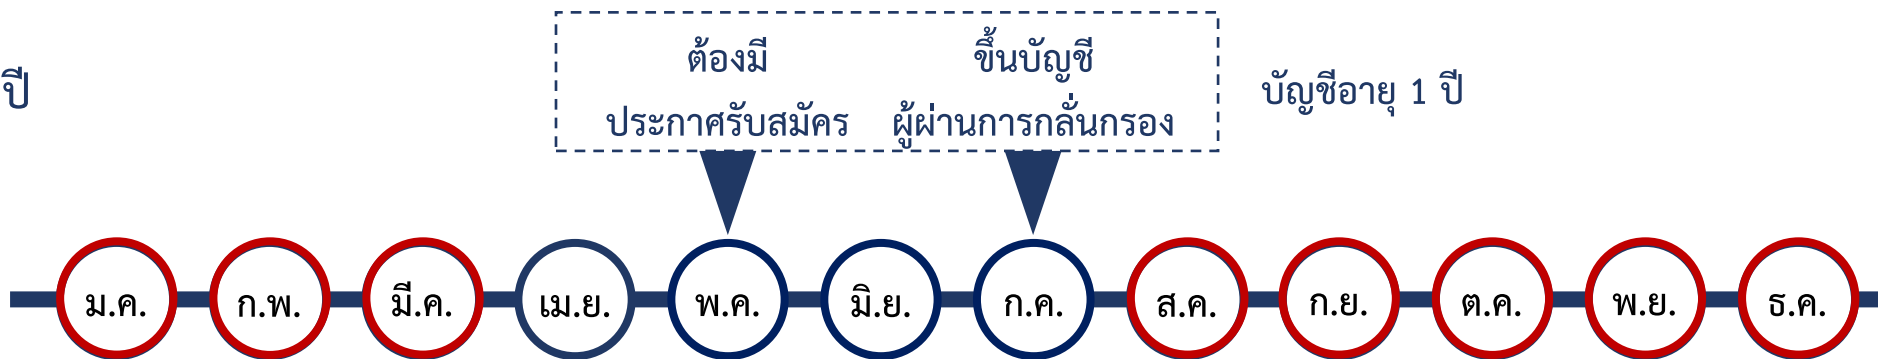 ปี
ต้องมี
ประกาศรับสมัคร
ขึ้นบัญชี
ผู้ผ่านการกลั่นกรอง
บัญชีอายุ 1 ปี
ม.ค. ก.พ. มี.ค. เม.ย. พ.ค. มิ.ย. ก.ค. ส.ค. ก.ย. ต.ค. พ.ย. ธ.ค.